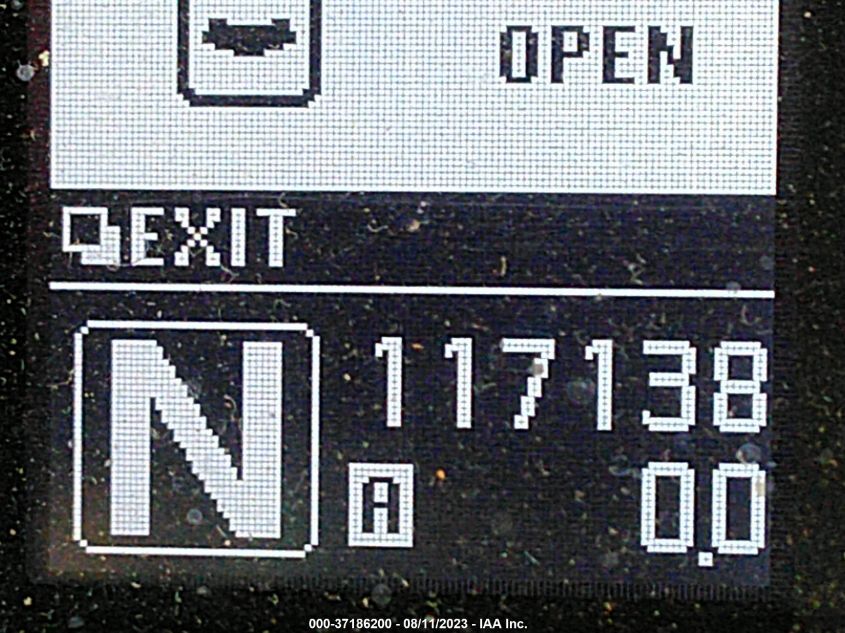 OPEN
EXIT
N
117138
A
0.0
000-37186200 - 08/11/2023 - IAA Inc.